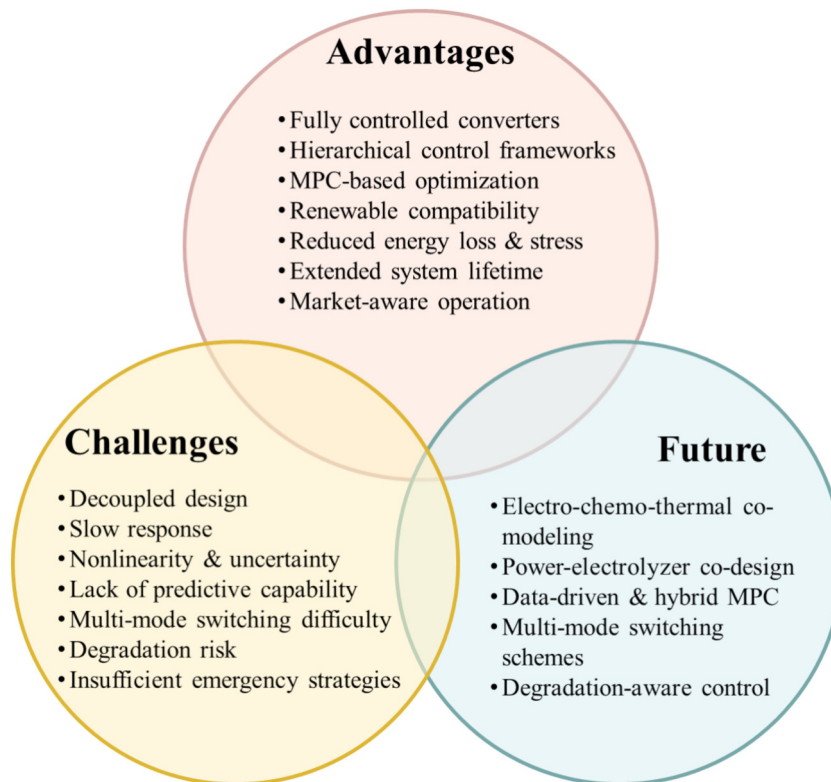 Advantages
•Fully controlled converters
•Hierarchical control frameworks
•MPC-based optimization
•Renewable compatibility
•Reduced energy loss & stress
•Extended system lifetime
•Market-aware operation
Challenges
•Decoupled design
•Slow response
•Nonlinearity & uncertainty
•Lack of predictive capability
•Multi-mode switching difficulty
•Degradation risk
•Insufficient emergency strategies
Future
•Electro-chemo-thermal co-
modeling
•Power-electrolyzer co-design
•Data-driven & hybrid MPC
•Multi-mode switching
schemes
•Degradation-aware control